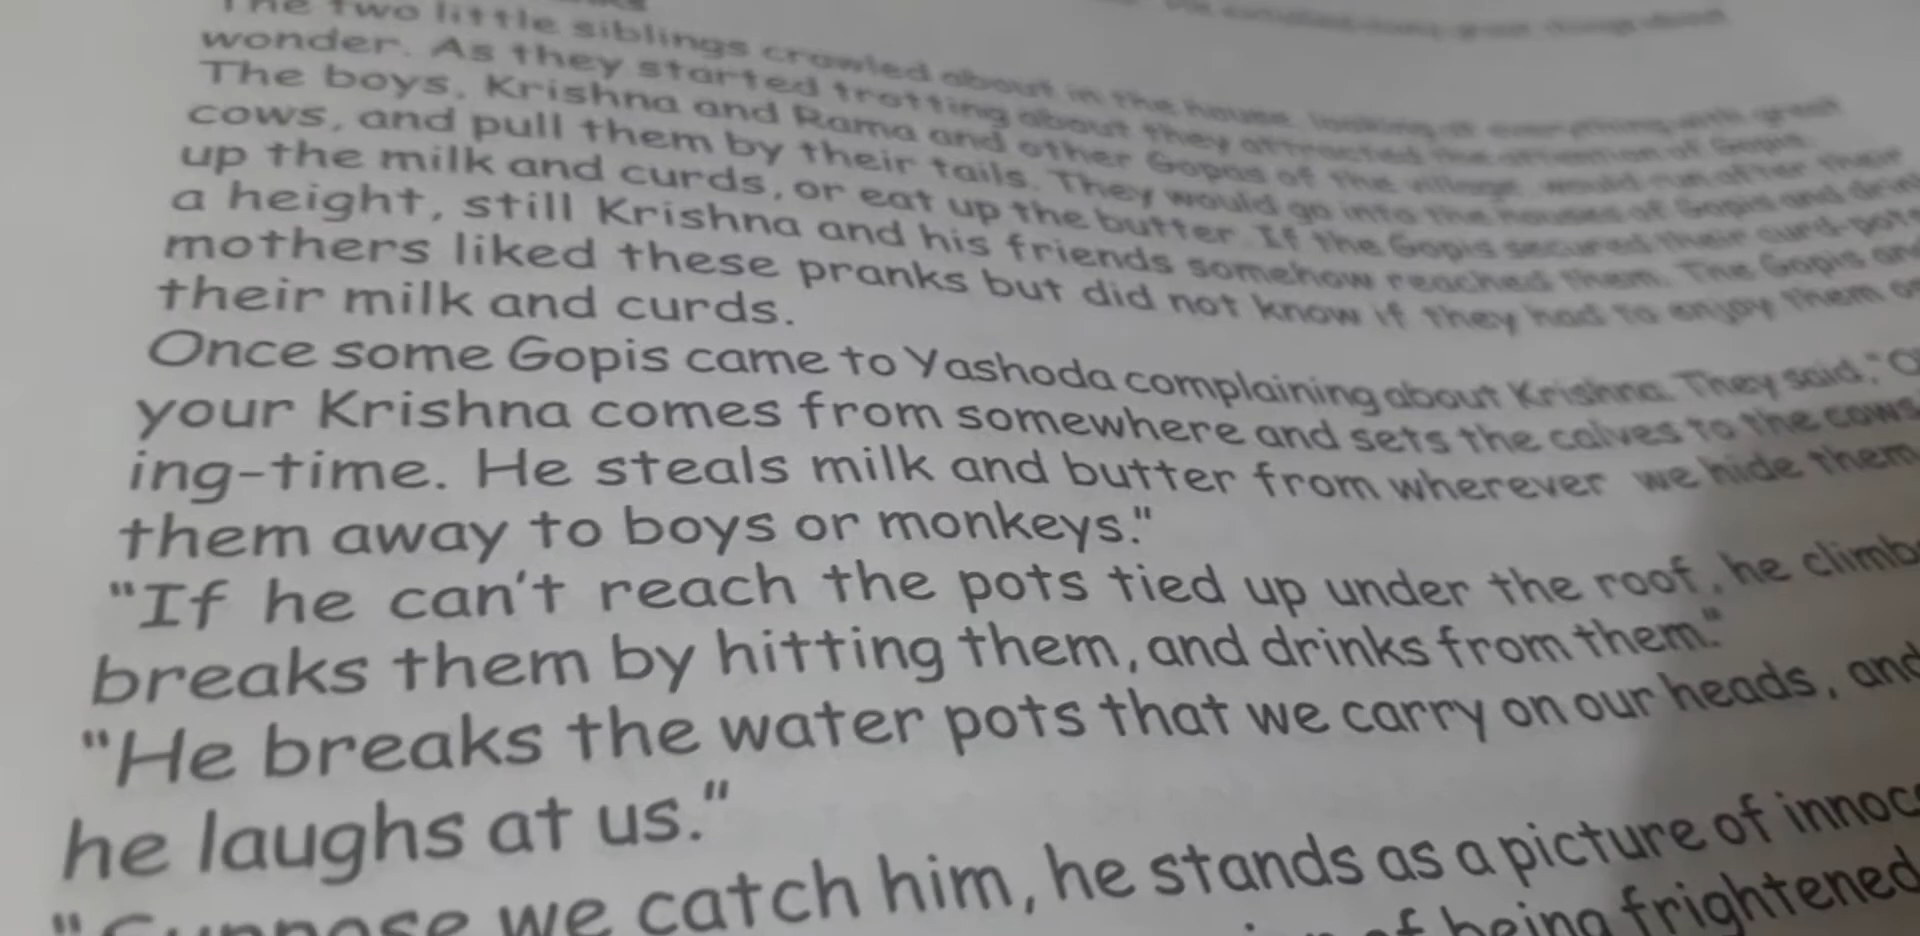 The two little siblings crawled about in the house, looking at everything with great
wonder. As they started trotting about they attracted the attention of Gopis.
The boys, Krishna and Rama and other Gopas of the village, would run after their
cows, and pull them by their tails. They would go into the houses of Gopis and drink
up the milk and curds, or eat up the butter. If the Gopis secured their curd-pots
a height, still Krishna and his friends somehow reached them. The Gopis and
mothers liked these pranks but did not know if they had to enjoy them or
their milk and curds.
Once some Gopis came to Yashoda complaining about Krishna. They said, "O
your Krishna comes from somewhere and sets the calves to the cows
ing-time. He steals milk and butter from wherever we hide them
them away to boys or monkeys."
"If he can't reach the pots tied up under the roof, he climbs
breaks them by hitting them, and drinks from them."
"He breaks the water pots that we carry on our heads, and
he laughs at us."
"Suppose we catch him, he stands as a picture of innoc
of being frightened